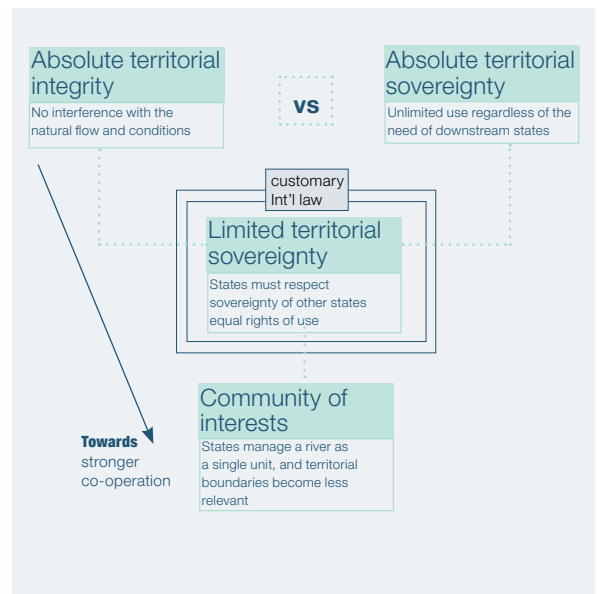 Absolute territorial
integrity
No interference with the
natural flow and conditions
vs
Absolute territorial
sovereignty
Unlimited use regardless of the
need of downstream states
customary
Int'l law
Limited territorial
sovereignty
States must respect
sovereignty of other states
equal rights of use
Community of
interests
States manage a river as
a single unit, and territorial
boundaries become less
relevant
Towards
stronger
co-operation